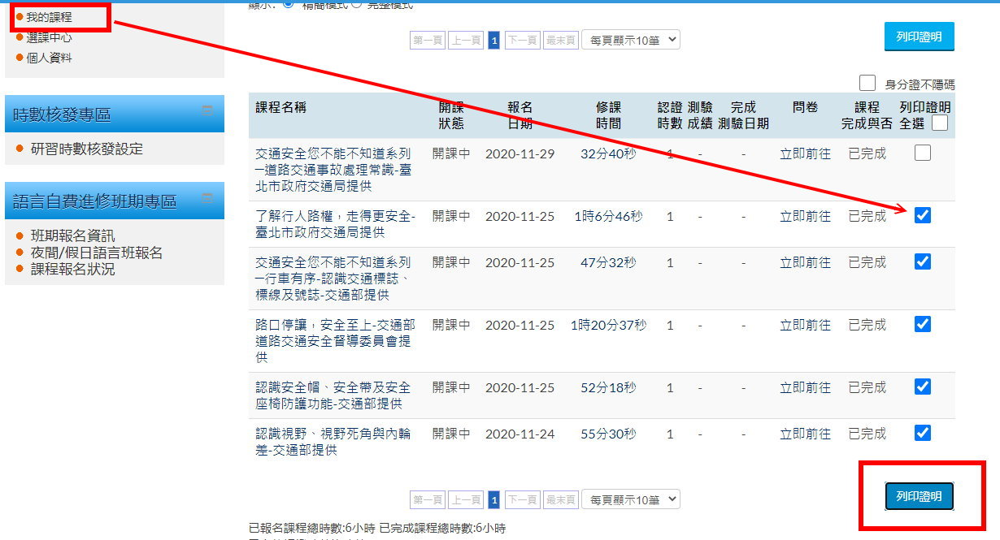 我的課程
選課中心
個人資料
時數核發專區
研習時數核發設定
語言自費進修班期專區
班期報名資訊
夜間/假日語言班報名
課程報名狀況
顯示: 精簡模式 完整模式
第一頁 上一頁 1 下一頁 最末頁 每頁顯示10筆
列印證明
身分證不隱碼
課程名稱 開課 報名 修課 認證 測驗 完成 問卷 課程 列印證明
狀態 日期 時間 時數 成績 測驗日期 完成與否 全選
交通安全您不能不知道系列 開課中 2020-11-29 32分40秒 1 - - 立即前往 已完成
—道路交通事故處理常識-臺
北市政府交通局提供
了解行人路權，走得更安全- 開課中 2020-11-25 1時6分46秒 1 - - 立即前往 已完成
臺北市政府交通局提供
交通安全您不能不知道系列 開課中 2020-11-25 47分32秒 1 - - 立即前往 已完成
—行車有序-認識交通標誌、
標線及號誌-交通部提供
路口停讓，安全至上-交通部 開課中 2020-11-25 1時20分37秒 1 - - 立即前往 已完成
道路交通安全督導委員會提
供
認識安全帽、安全帶及安全 開課中 2020-11-25 52分18秒 1 - - 立即前往 已完成
座椅防護功能-交通部提供
認識視野、視野死角與內輪 開課中 2020-11-24 55分30秒 1 - - 立即前往 已完成
差-交通部提供
第一頁 上一頁 1 下一頁 最末頁 每頁顯示10筆
列印證明
已報名課程總時數:6小時 已完成課程總時數:6小時